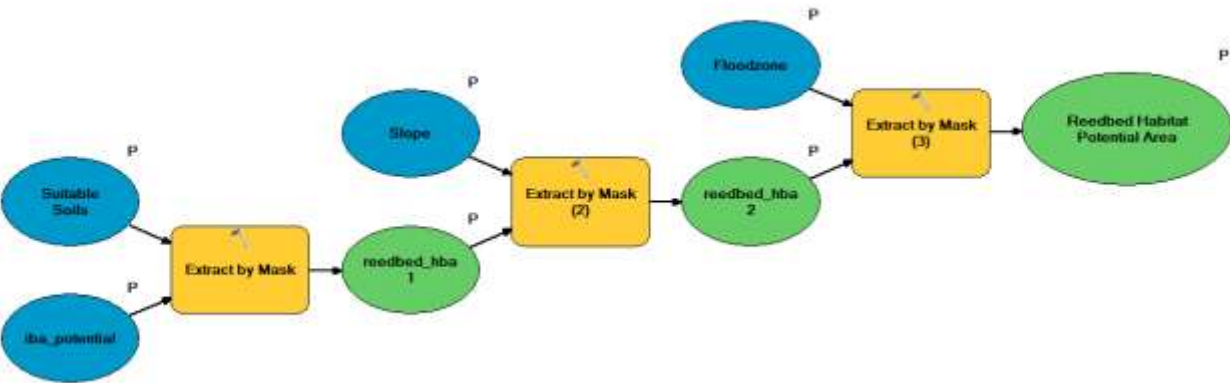 P
Floodzone
P
P
Slope
Extract by Mask
(3)
Reedbed Habitat
Potential Area
P
P
Suitable
Soils
Extract by Mask
(2)
reedbed_hba
2
P
Extract by Mask
reedbed_hba
1
P
iba_potential